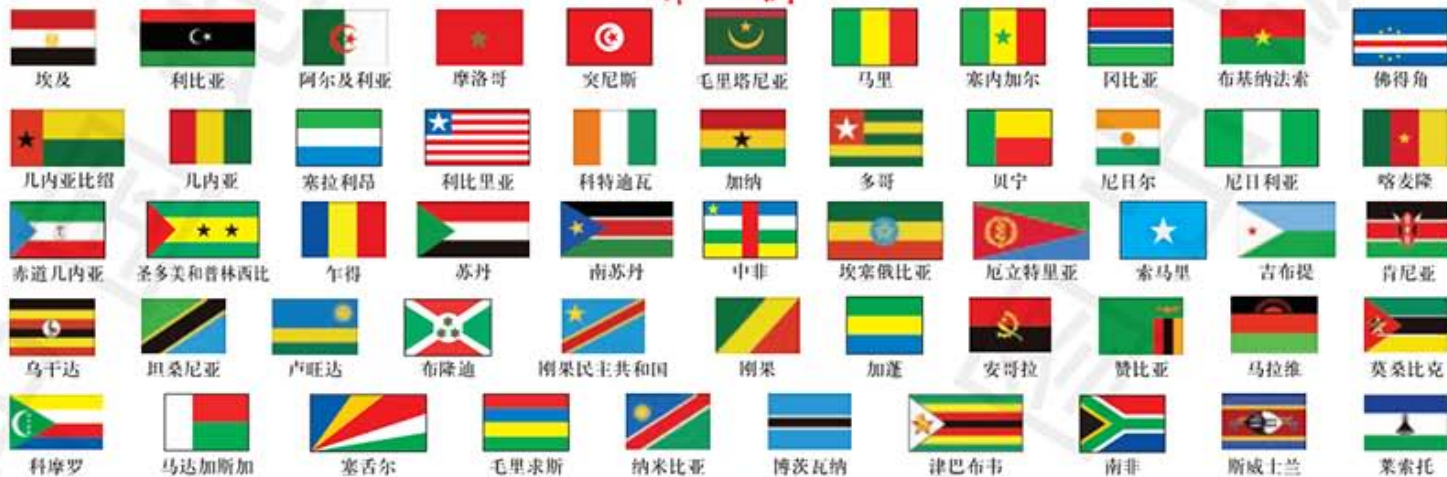 埃及 利比亚 阿尔及利亚 摩洛哥 突尼斯 毛里塔尼亚 马里 塞内加尔 冈比亚 布基纳法索 佛得角
几内亚比绍 几内亚 塞拉利昂 利比里亚 科特迪瓦 加纳 多哥 贝宁 尼日尔 尼日利亚 喀麦隆
赤道几内亚 圣多美和普林西比 乍得 苏丹 南苏丹 中非 埃塞俄比亚 厄立特里亚 索马里 吉布提 肯尼亚
乌干达 坦桑尼亚 卢旺达 布隆迪 刚果民主共和国 刚果 加蓬 安哥拉 赞比亚 马拉维 莫桑比克
科摩罗 马达加斯加 塞舌尔 毛里求斯 纳米比亚 博茨瓦纳 津巴布韦 南非 斯威士兰 莱索托